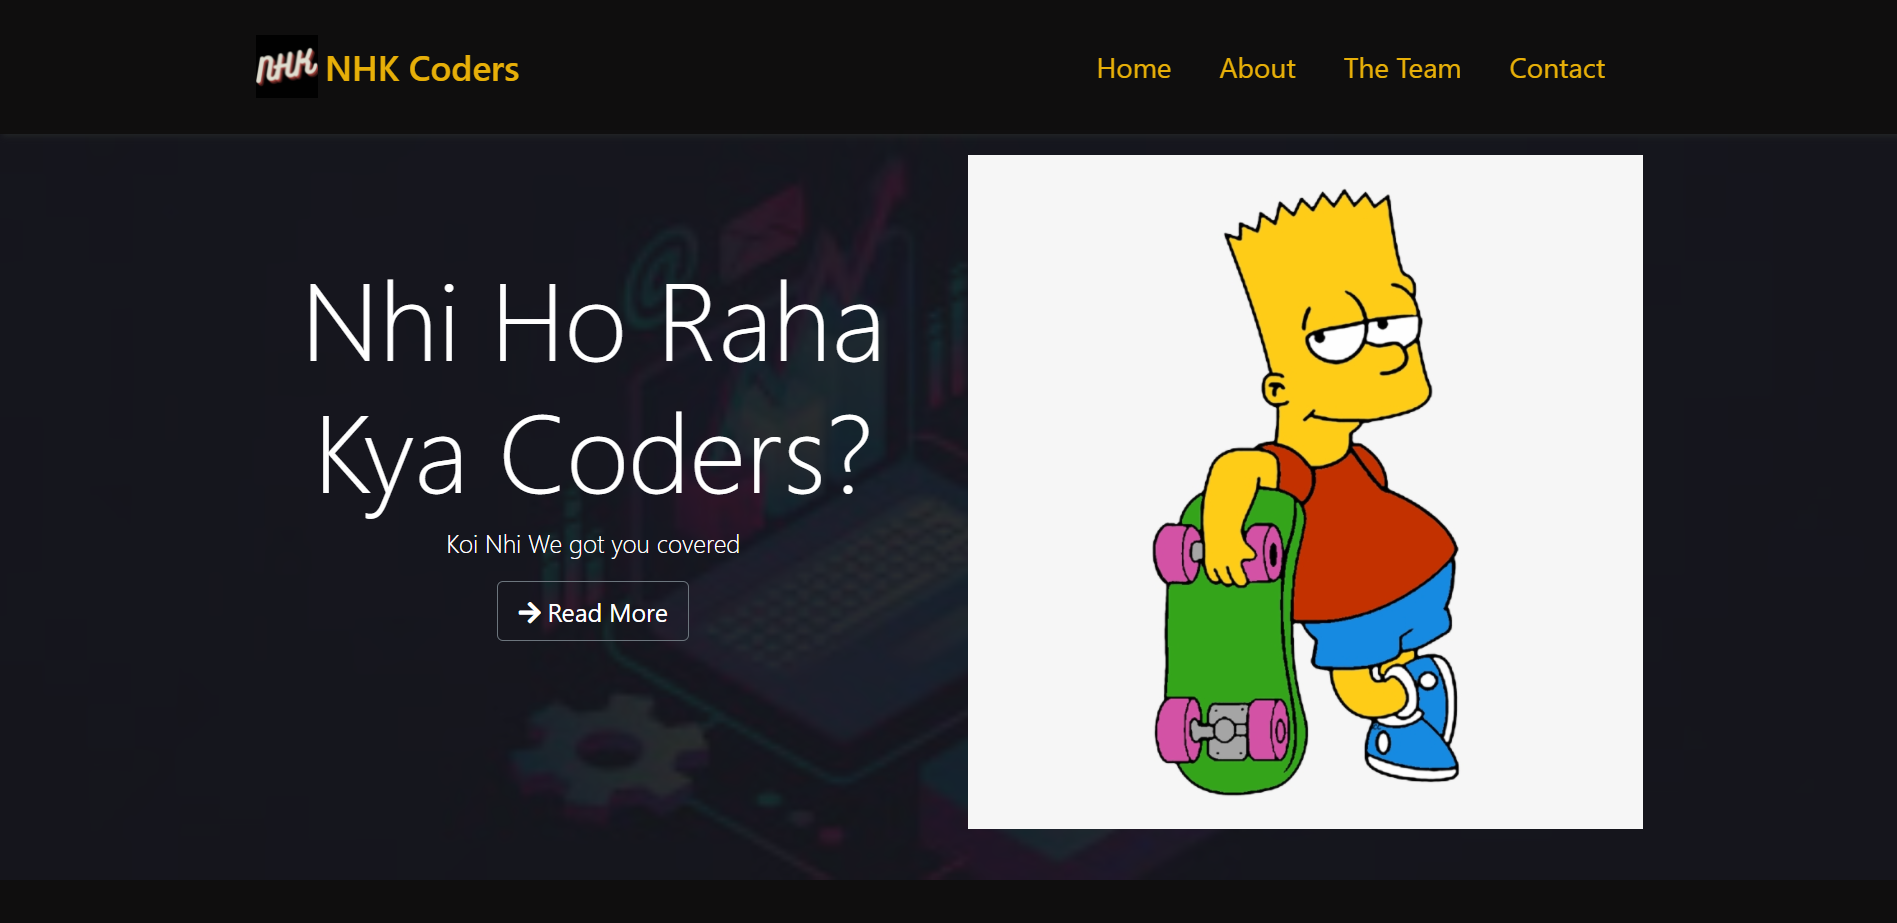 NHK
NHK Coders
Home
About
The Team
Contact
Nhi Ho Raha
Kya Coders?
Koi Nhi We got you covered
Read More